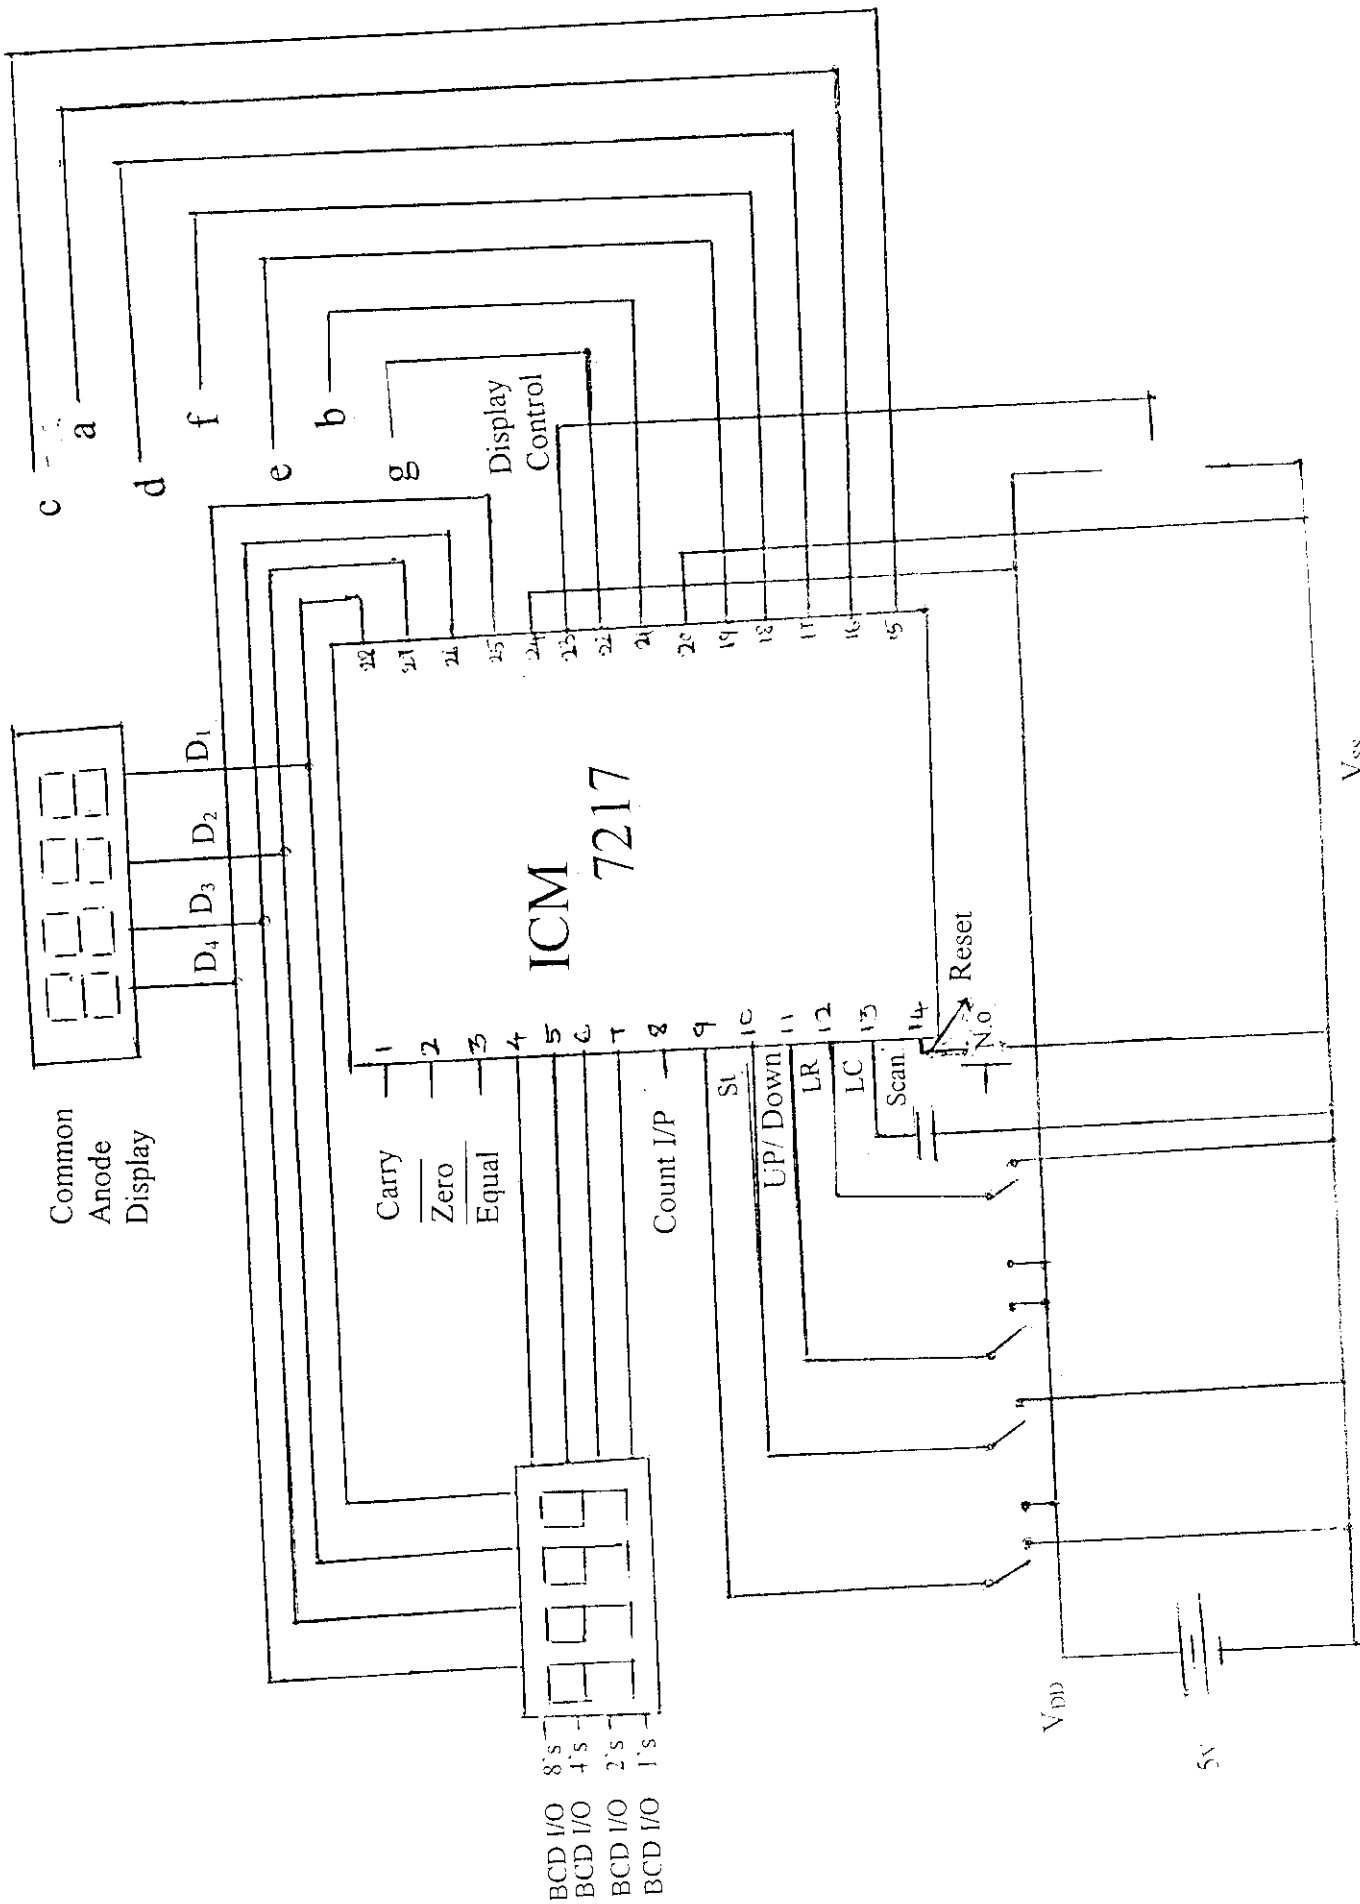 Common
Anode
Display
D4
D3
D2
D1
c
a
d
f
e
b
g
Display
Control
Carry
Zero
Equal
Count I/P
St
UP/ Down
LR
LC
Scan
Reset
N.o
1
2
3
4
5
6
7
8
9
10
11
12
13
14
ICM
7217
28
27
26
25
24
23
22
21
20
19
18
17
16
15
BCD I/O 8's
BCD I/O 4's
BCD I/O 2's
BCD I/O 1's
VDD
5v
VSS